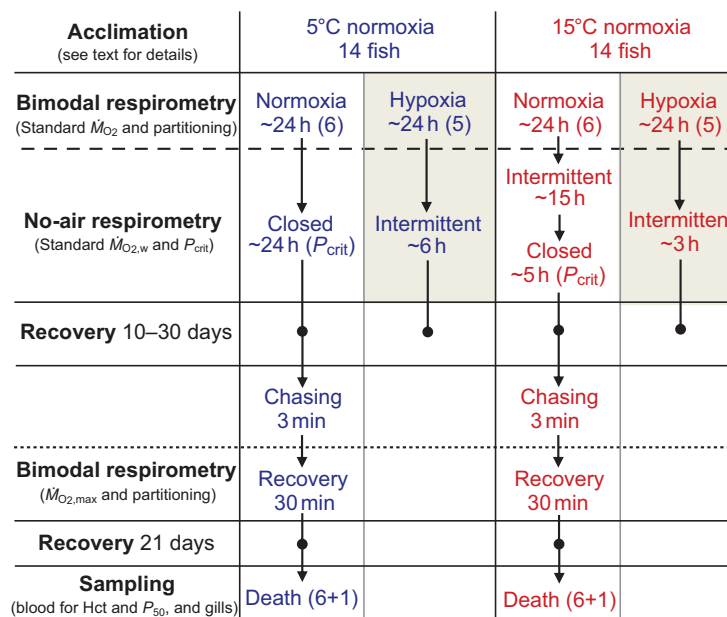 Acclimation
(see text for details)
5°C normoxia
14 fish
15°C normoxia
14 fish
Bimodal respirometry
(Standard ṀO2 and partitioning)
Normoxia
~24 h (6)
Hypoxia
~24 h (5)
Normoxia
~24 h (6)
Hypoxia
~24 h (5)
No-air respirometry
(Standard ṀO2,w and Pcrit)
Closed
~24 h (Pcrit)
Intermittent
~6 h
Intermittent
~15 h
Closed
~5 h (Pcrit)
Intermitten
~3 h
Recovery 10–30 days
Chasing
3 min
Chasing
3 min
Bimodal respirometry
(ṀO2,max and partitioning)
Recovery
30 min
Recovery
30 min
Recovery 21 days
Sampling
(blood for Hct and P50, and gills)
Death (6+1)
Death (6+1)